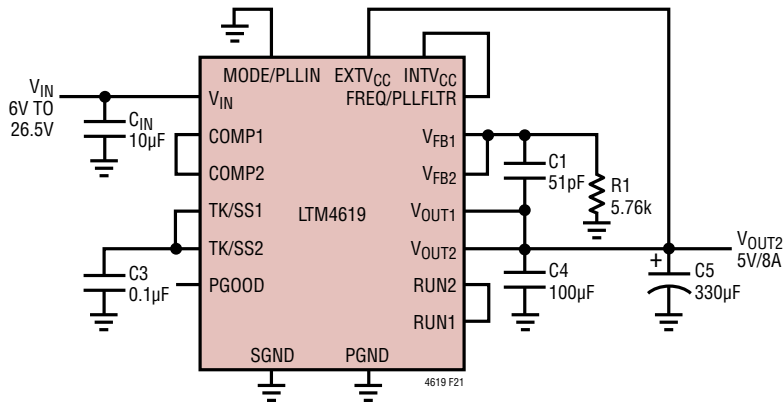 MODE/PLLIN
EXTVCC
INTVCC
FREQ/PLLFLTR
VIN
6V TO
26.5V
VIN
CIN
10µF
COMP1
COMP2
TK/SS1
TK/SS2
LTM4619
C3
0.1µF
PGOOD
VFB1
VFB2
C1
51pF
R1
5.76k
VOUT1
VOUT2
RUN2
RUN1
C4
100µF
+
C5
330µF
VOUT2
5V/8A
SGND
PGND
4619 F21